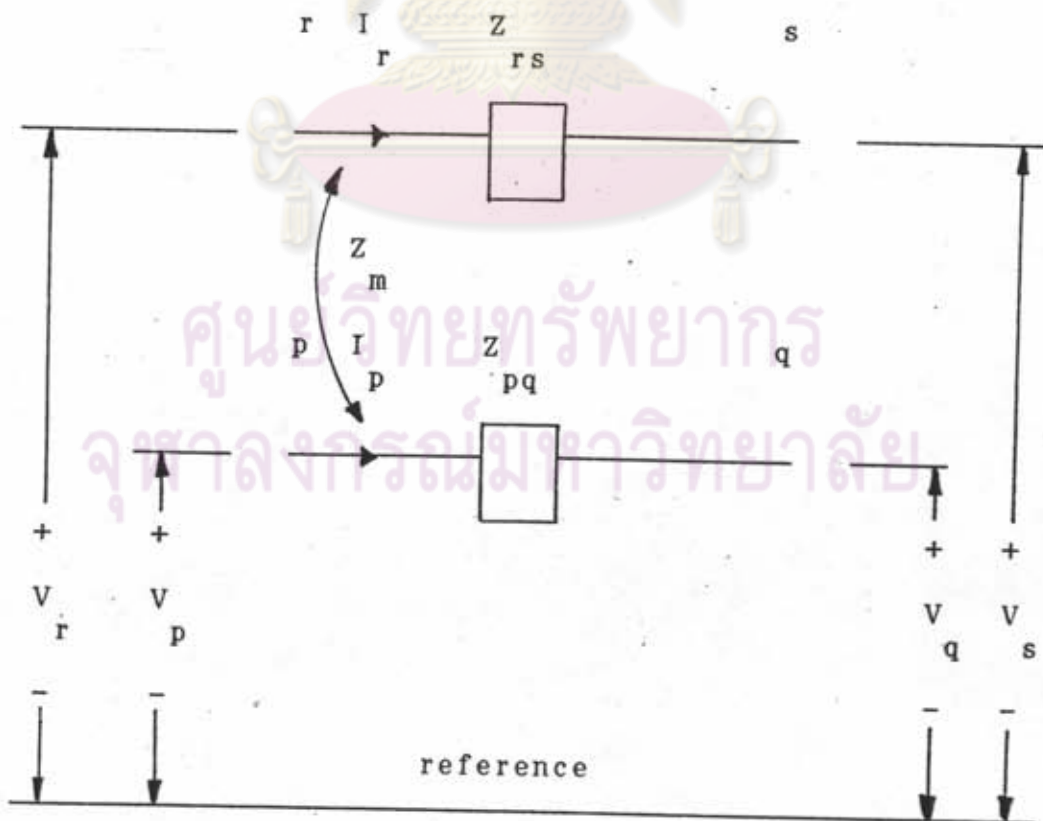 r I Z s
r rs
Z
m
ศูนย์วิทยทรัพยากร
p I Z q
p pq
จุฬาลงกรณ์มหาวิทยาลัย
+ + + +
V V V V
r p q s
- - - -
reference